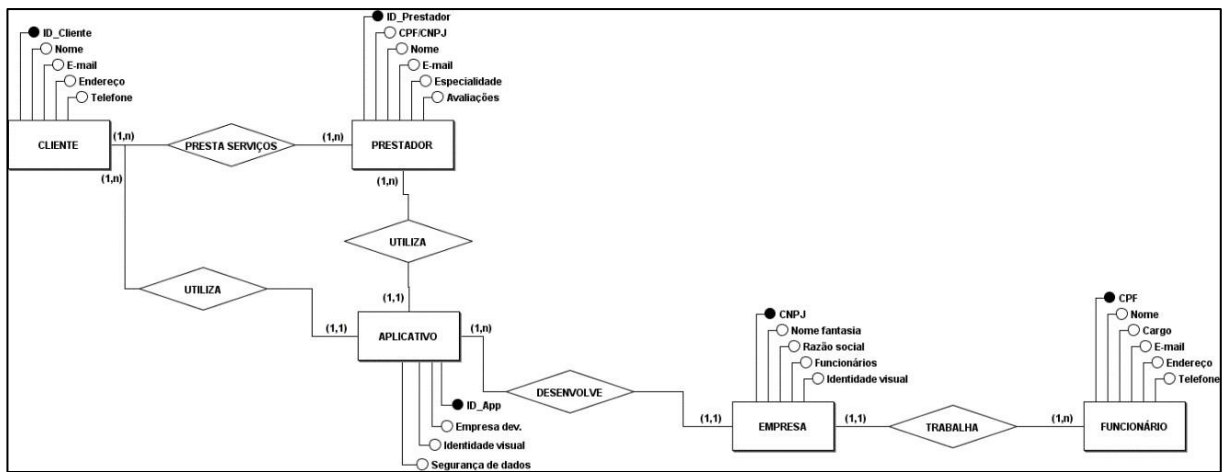 ID_Cliente
Nome
E-mail
Endereço
Telefone
CLIENTE
(1,n)
(1,n)
PRESTA SERVIÇOS
(1,n)
ID_Prestador
CPF/CNPJ
Nome
E-mail
Especialidade
Avaliações
PRESTADOR
(1,n)
UTILIZA
(1,1)
UTILIZA
(1,1)
APLICATIVO
(1,n)
ID_App
Empresa dev.
Identidade visual
Segurança de dados
DESENVOLVE
(1,1)
CNPJ
Nome fantasia
Razão social
Funcionários
Identidade visual
EMPRESA
(1,1)
TRABALHA
(1,n)
CPF
Nome
Cargo
E-mail
Endereço
Telefone
FUNCIONÁRIO